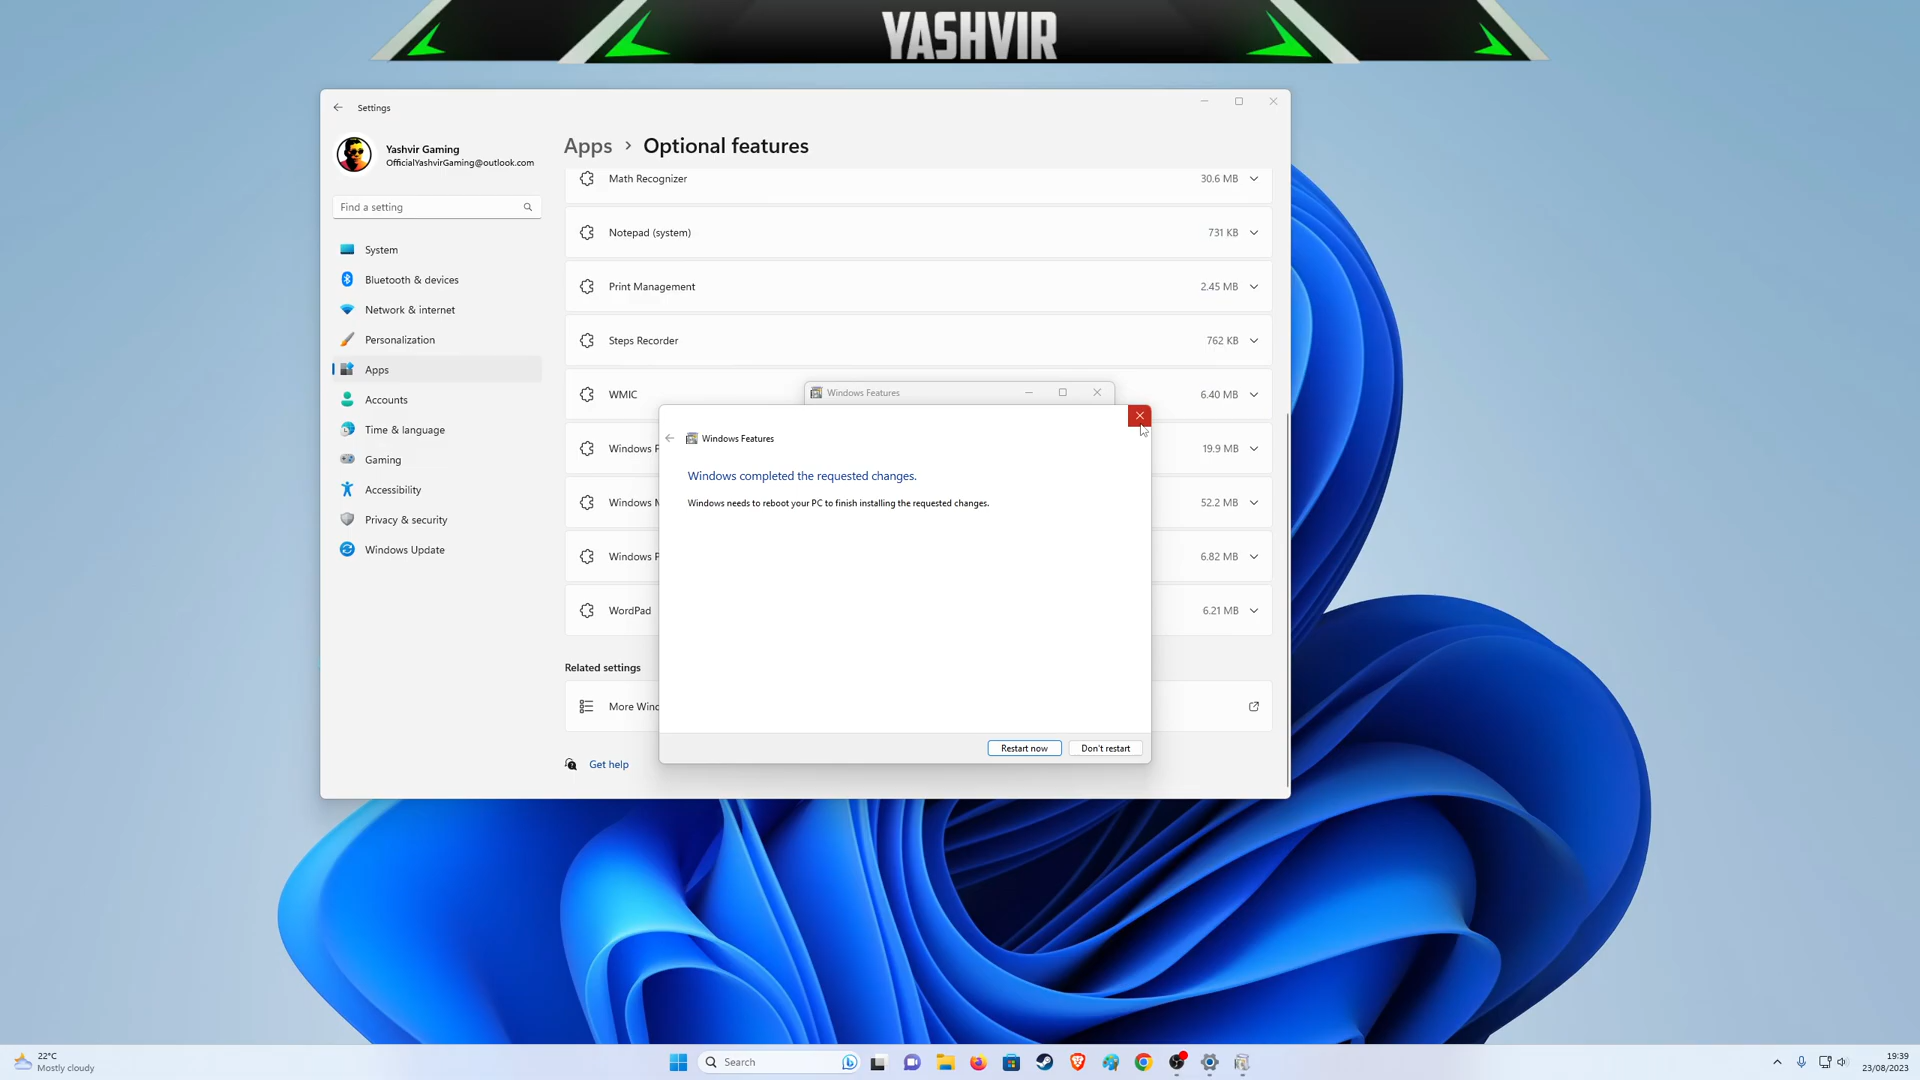 YASHVIR
Settings
Yashvir Gaming
OfficialYashvirGaming@outlook.com
Find a setting
System
Bluetooth & devices
Network & internet
Personalization
Apps
Accounts
Time & language
Gaming
Accessibility
Privacy & security
Windows Update
Apps > Optional features
Math Recognizer 30.6 MB
Notepad (system) 731 KB
Print Management 2.45 MB
Steps Recorder 762 KB
WMIC 6.40 MB
Windows 19.9 MB
Windows 52.2 MB
Windows 6.82 MB
WordPad 6.21 MB
Related settings
More
Get help
Windows Features
Windows Features
Windows completed the requested changes.
Windows needs to reboot your PC to finish installing the requested changes.
Restart now Don't restart
22°C
Mostly cloudy
Search
19:39
23/08/2023